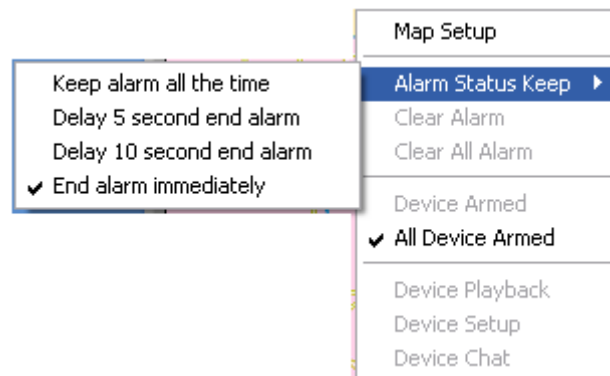 Map Setup
Alarm Status Keep
Clear Alarm
Clear All Alarm
Device Armed
All Device Armed
Device Playback
Device Setup
Device Chat
Keep alarm all the time
Delay 5 second end alarm
Delay 10 second end alarm
End alarm immediately